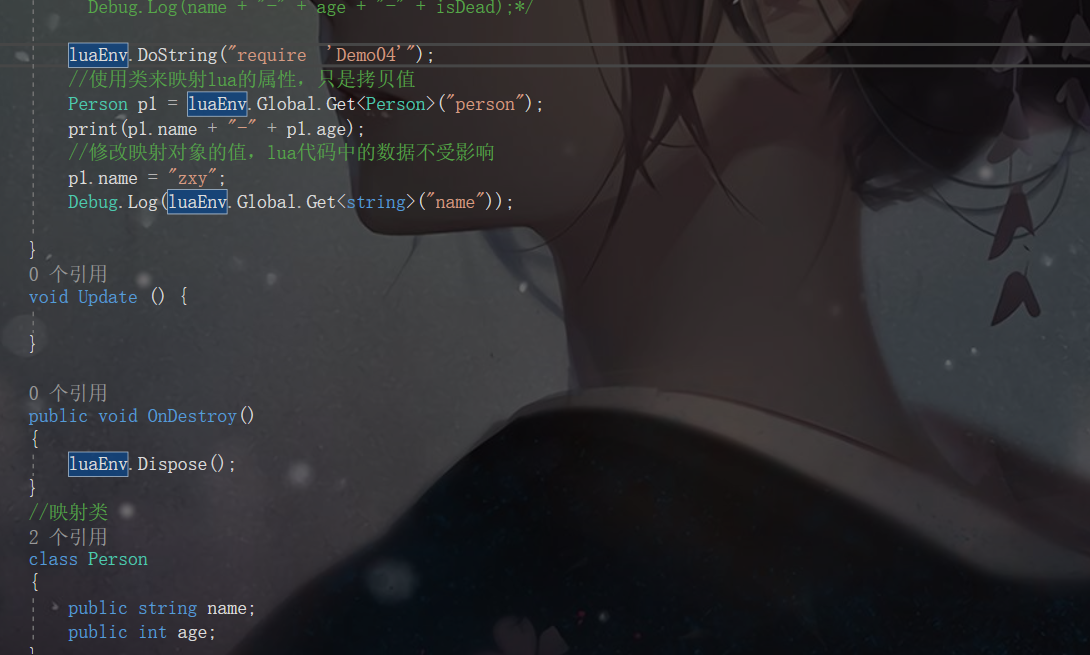 Debug.Log(name + "-" + age + "-" + isDead);*/
luaEnv.DoString("require 'Demo04'");
//使用类来映射lua的属性，只是拷贝值
Person p1 = luaEnv.Global.Get<Person>("person");
print(p1.name + "-" + p1.age);
//修改映射对象的值，lua代码中的数据不受影响
p1.name = "zxy";
Debug.Log(luaEnv.Global.Get<string>("name"));
}
0 个引用
void Update () {
}
0 个引用
public void OnDestroy()
{
luaEnv.Dispose();
}
//映射类
2 个引用
class Person
{
public string name;
public int age;
}